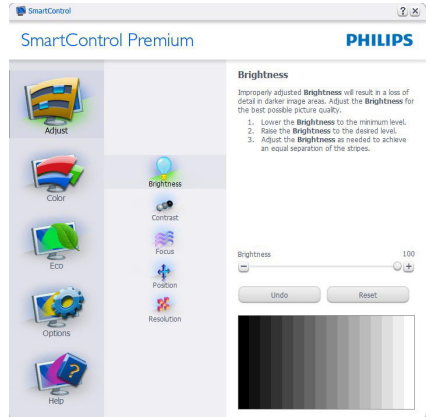 SmartControl
SmartControl Premium
PHILIPS
Adjust
Color
Eco
Options
Help
Brightness
Contrast
Focus
Position
Resolution
Brightness
Improperly adjusted Brightness will result in a loss of
detail in darker image areas. Adjust the Brightness for
the best possible picture quality.
1. Lower the Brightness to the minimum level.
2. Raise the Brightness to the desired level.
3. Adjust the Brightness as needed to achieve
an equal separation of the stripes.
Brightness 100
Undo
Reset